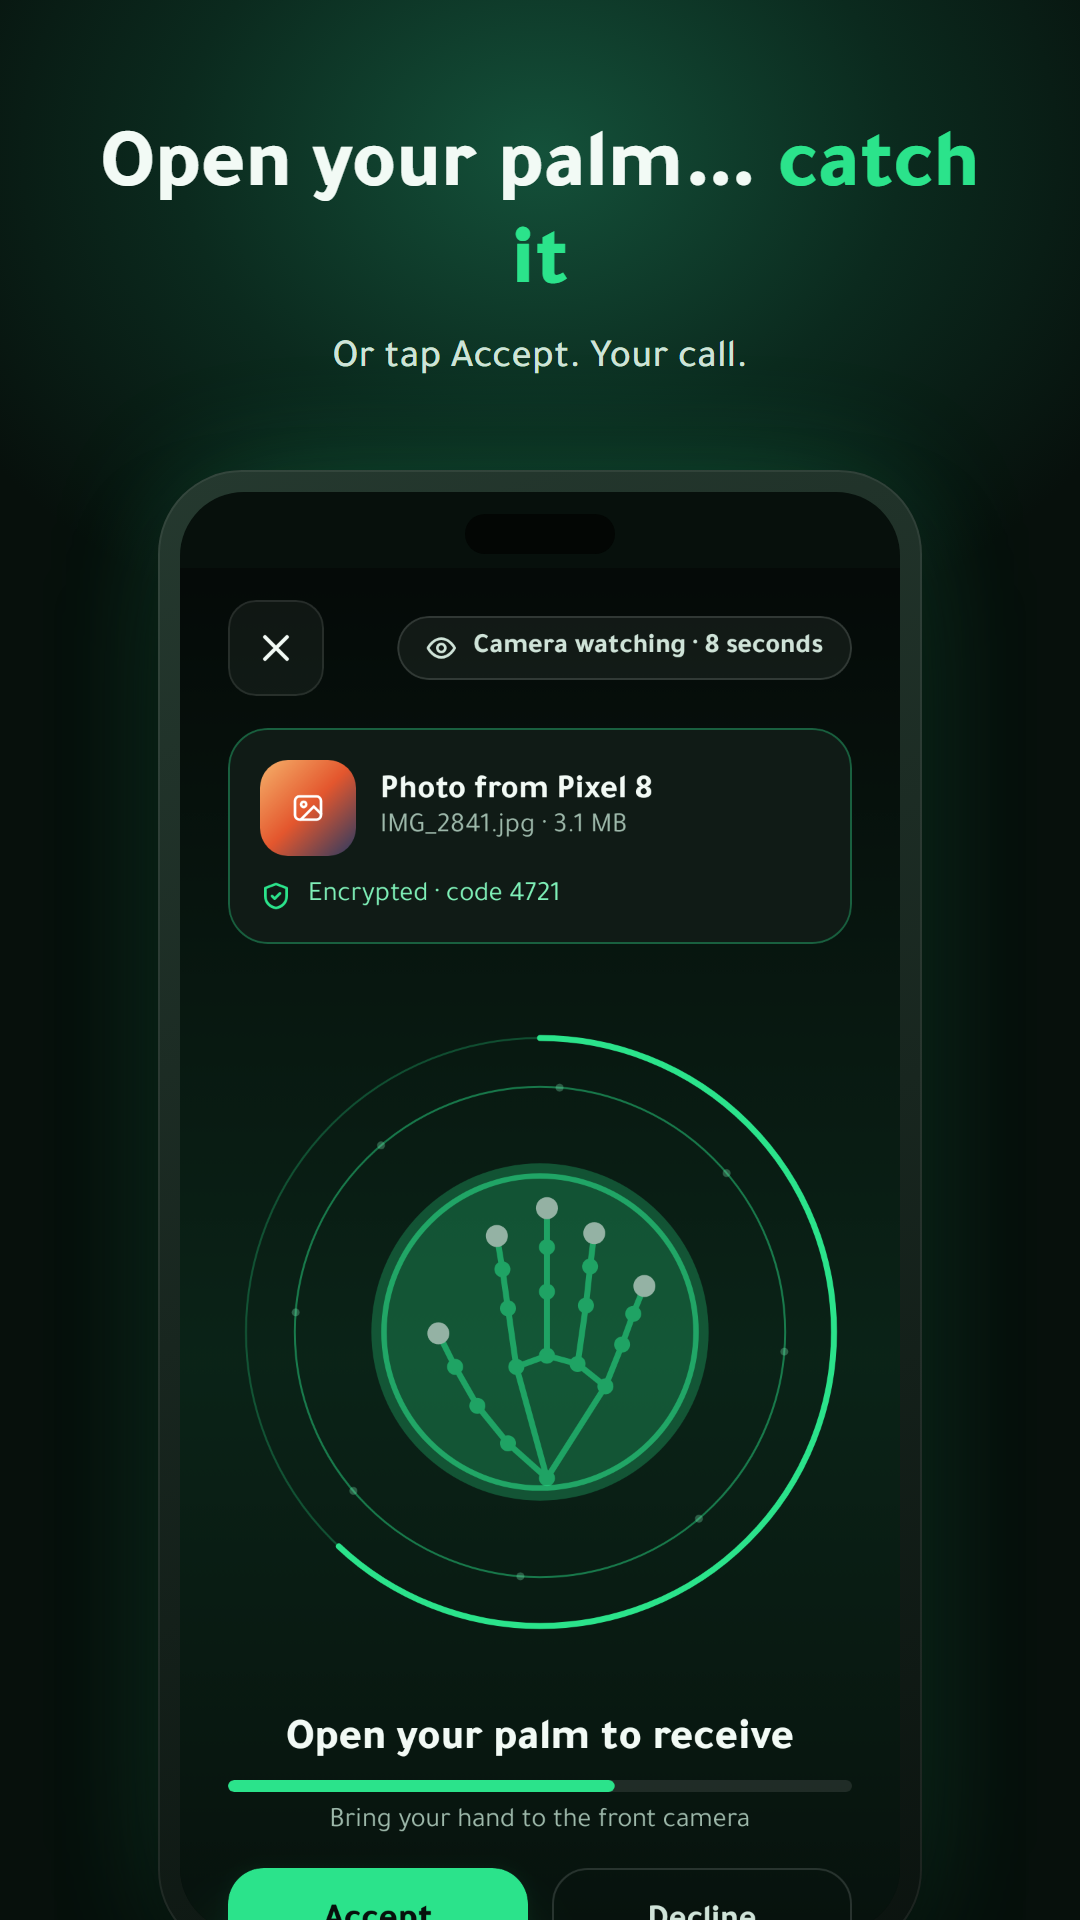 Open your palm... catch
it
Or tap Accept. Your call.
Camera watching · 8 seconds
Photo from Pixel 8
IMG_2841.jpg · 3.1 MB
Encrypted · code 4721
Open your palm to receive
Bring your hand to the front camera
Accept
Decline